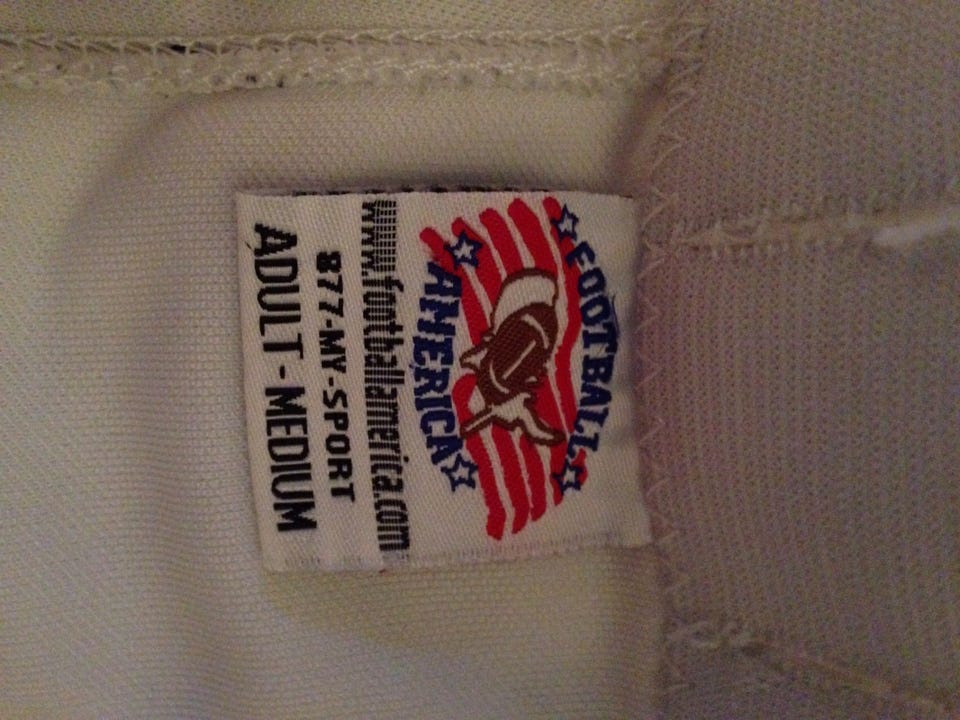 FOOTBALL
AMERICA
www.footballamerica.com
877-MY-SPORT
ADULT-MEDIUM